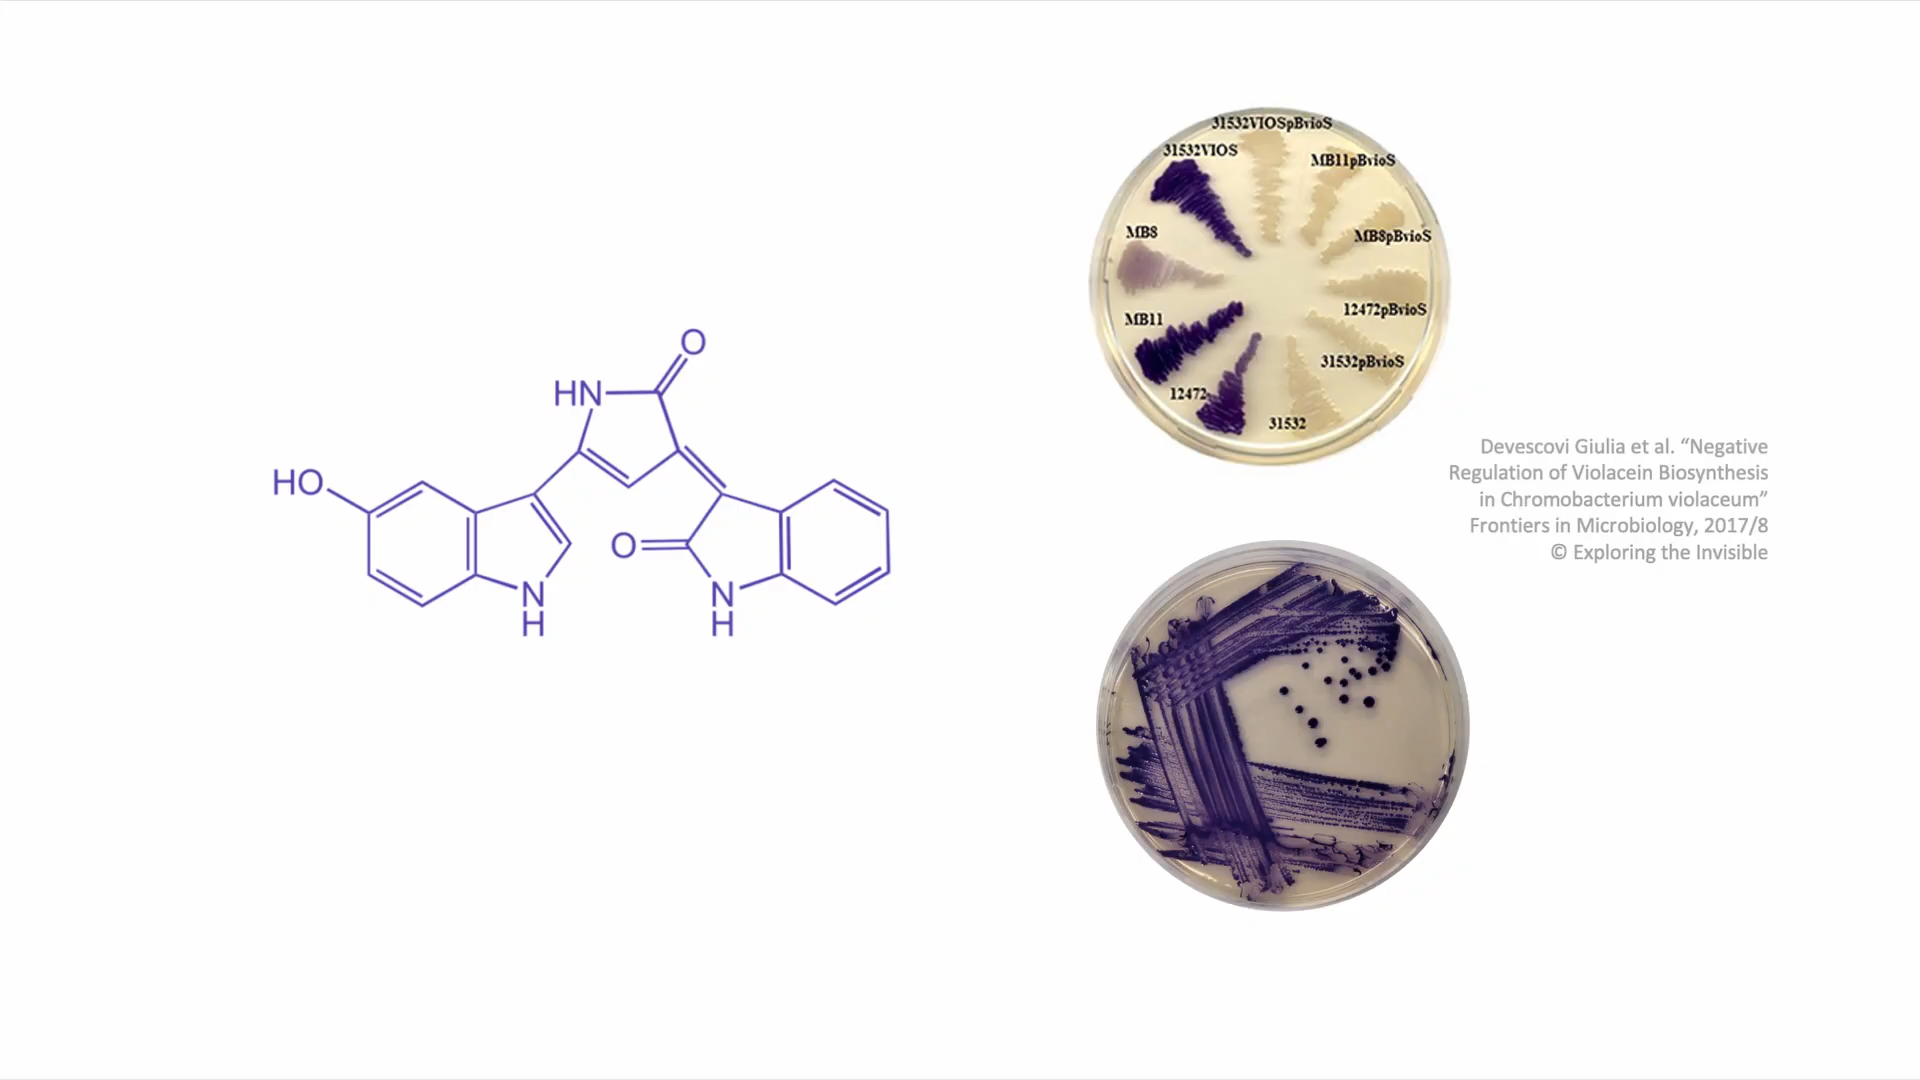 O
HN
HO
O
N
H
N
H
31532VIOSpBvioS
31532VIOS
MB11pBvioS
MB8
MB8pBvioS
12472pBvioS
MB11
31532pBvioS
12472
31532
Devescovi Giulia et al. “Negative
Regulation of Violacein Biosynthesis
in Chromobacterium violaceum”
Frontiers in Microbiology, 2017/8
© Exploring the Invisible